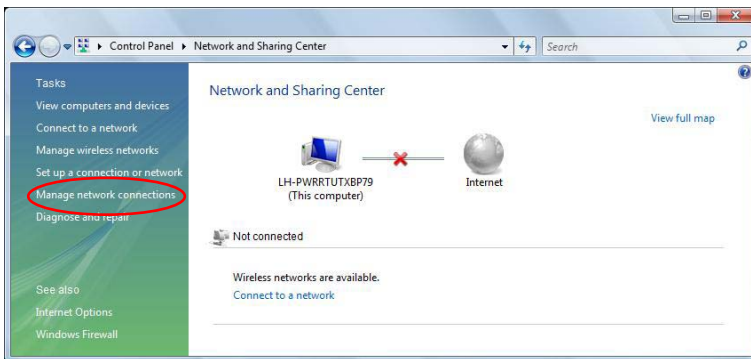 Control Panel ▸ Network and Sharing Center
Search
Tasks
View computers and devices
Connect to a network
Manage wireless networks
Set up a connection or network
Manage network connections
Diagnose and repair
See also
Internet Options
Windows Firewall
Network and Sharing Center
View full map
LH-PWRRTUTXBP79
(This computer)
Internet
Not connected
Wireless networks are available.
Connect to a network